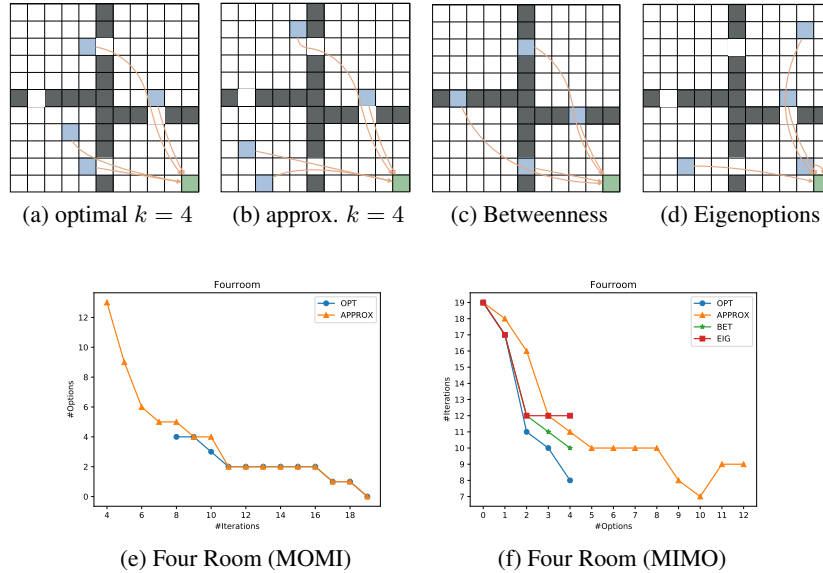 (a) optimal k = 4
(b) approx. k = 4
(c) Betweenness
(d) Eigenoptions
Fourroom
OPT
APPROX
#Options
12
10
8
6
4
2
0
4 6 8 10 12 14 16 18
#Iterations
(e) Four Room (MOMI)
Fourroom
OPT
APPROX
BET
EIG
#Iterations
19
18
17
16
15
14
13
12
11
10
9
8
7
0 1 2 3 4 5 6 7 8 9 10 11 12
#Options
(f) Four Room (MIMO)